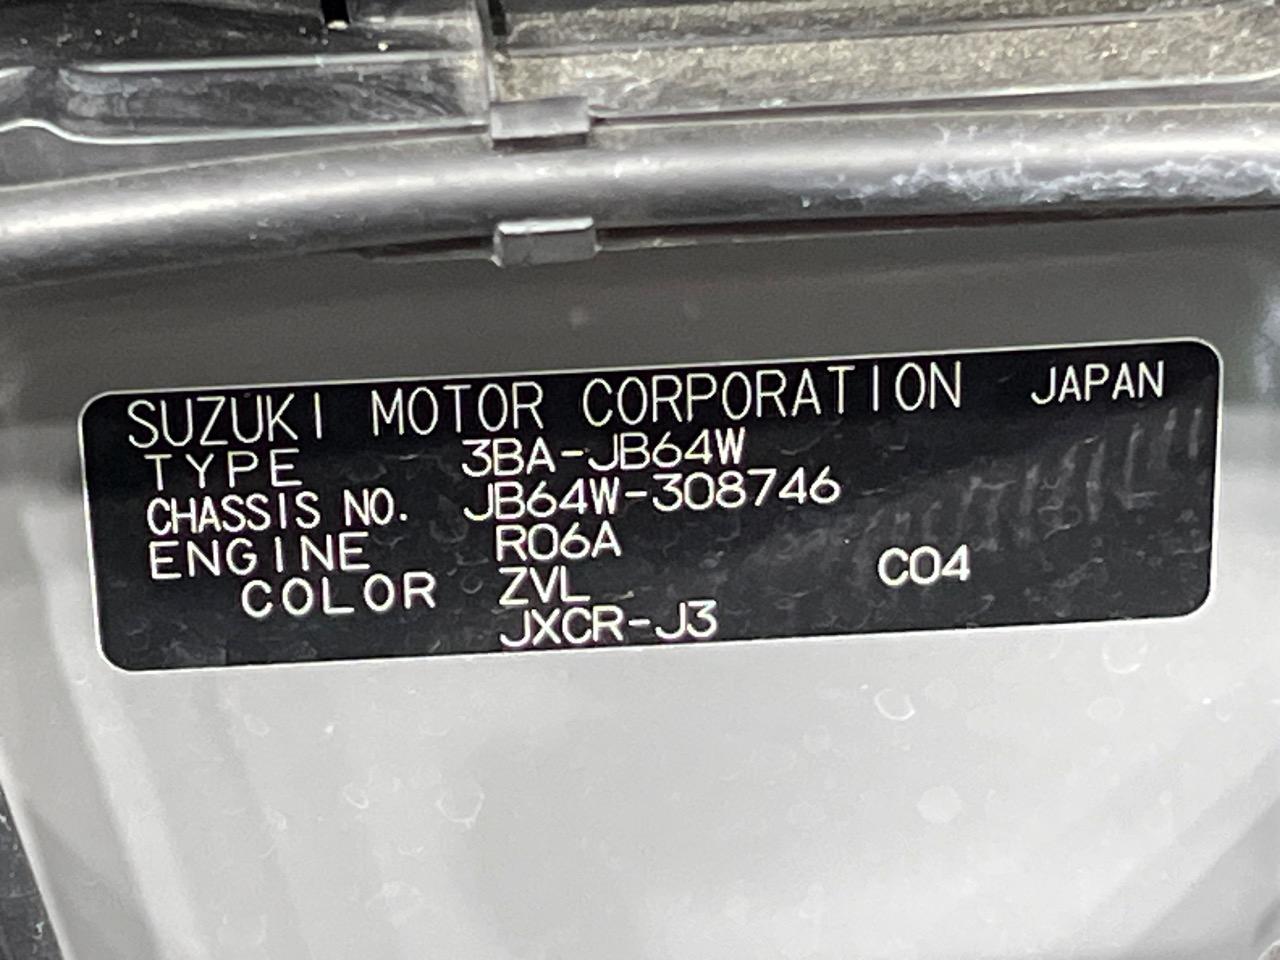 SUZUKI MOTOR CORPORATION JAPAN
TYPE 3BA-JB64W
CHASSIS NO. JB64W-308746
ENGINE R06A
COLOR ZVL C04
JXCR-J3